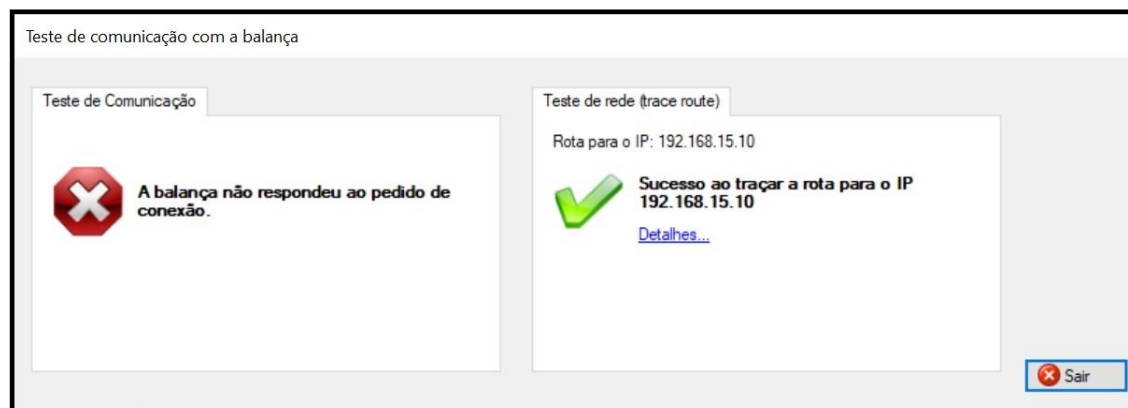 Teste de comunicação com a balança
Teste de Comunicação
A balança não respondeu ao pedido de
conexão.
Teste de rede (trace route)
Rota para o IP: 192.168.15.10
Sucesso ao traçar a rota para o IP
192.168.15.10
Detalhes...
Sair